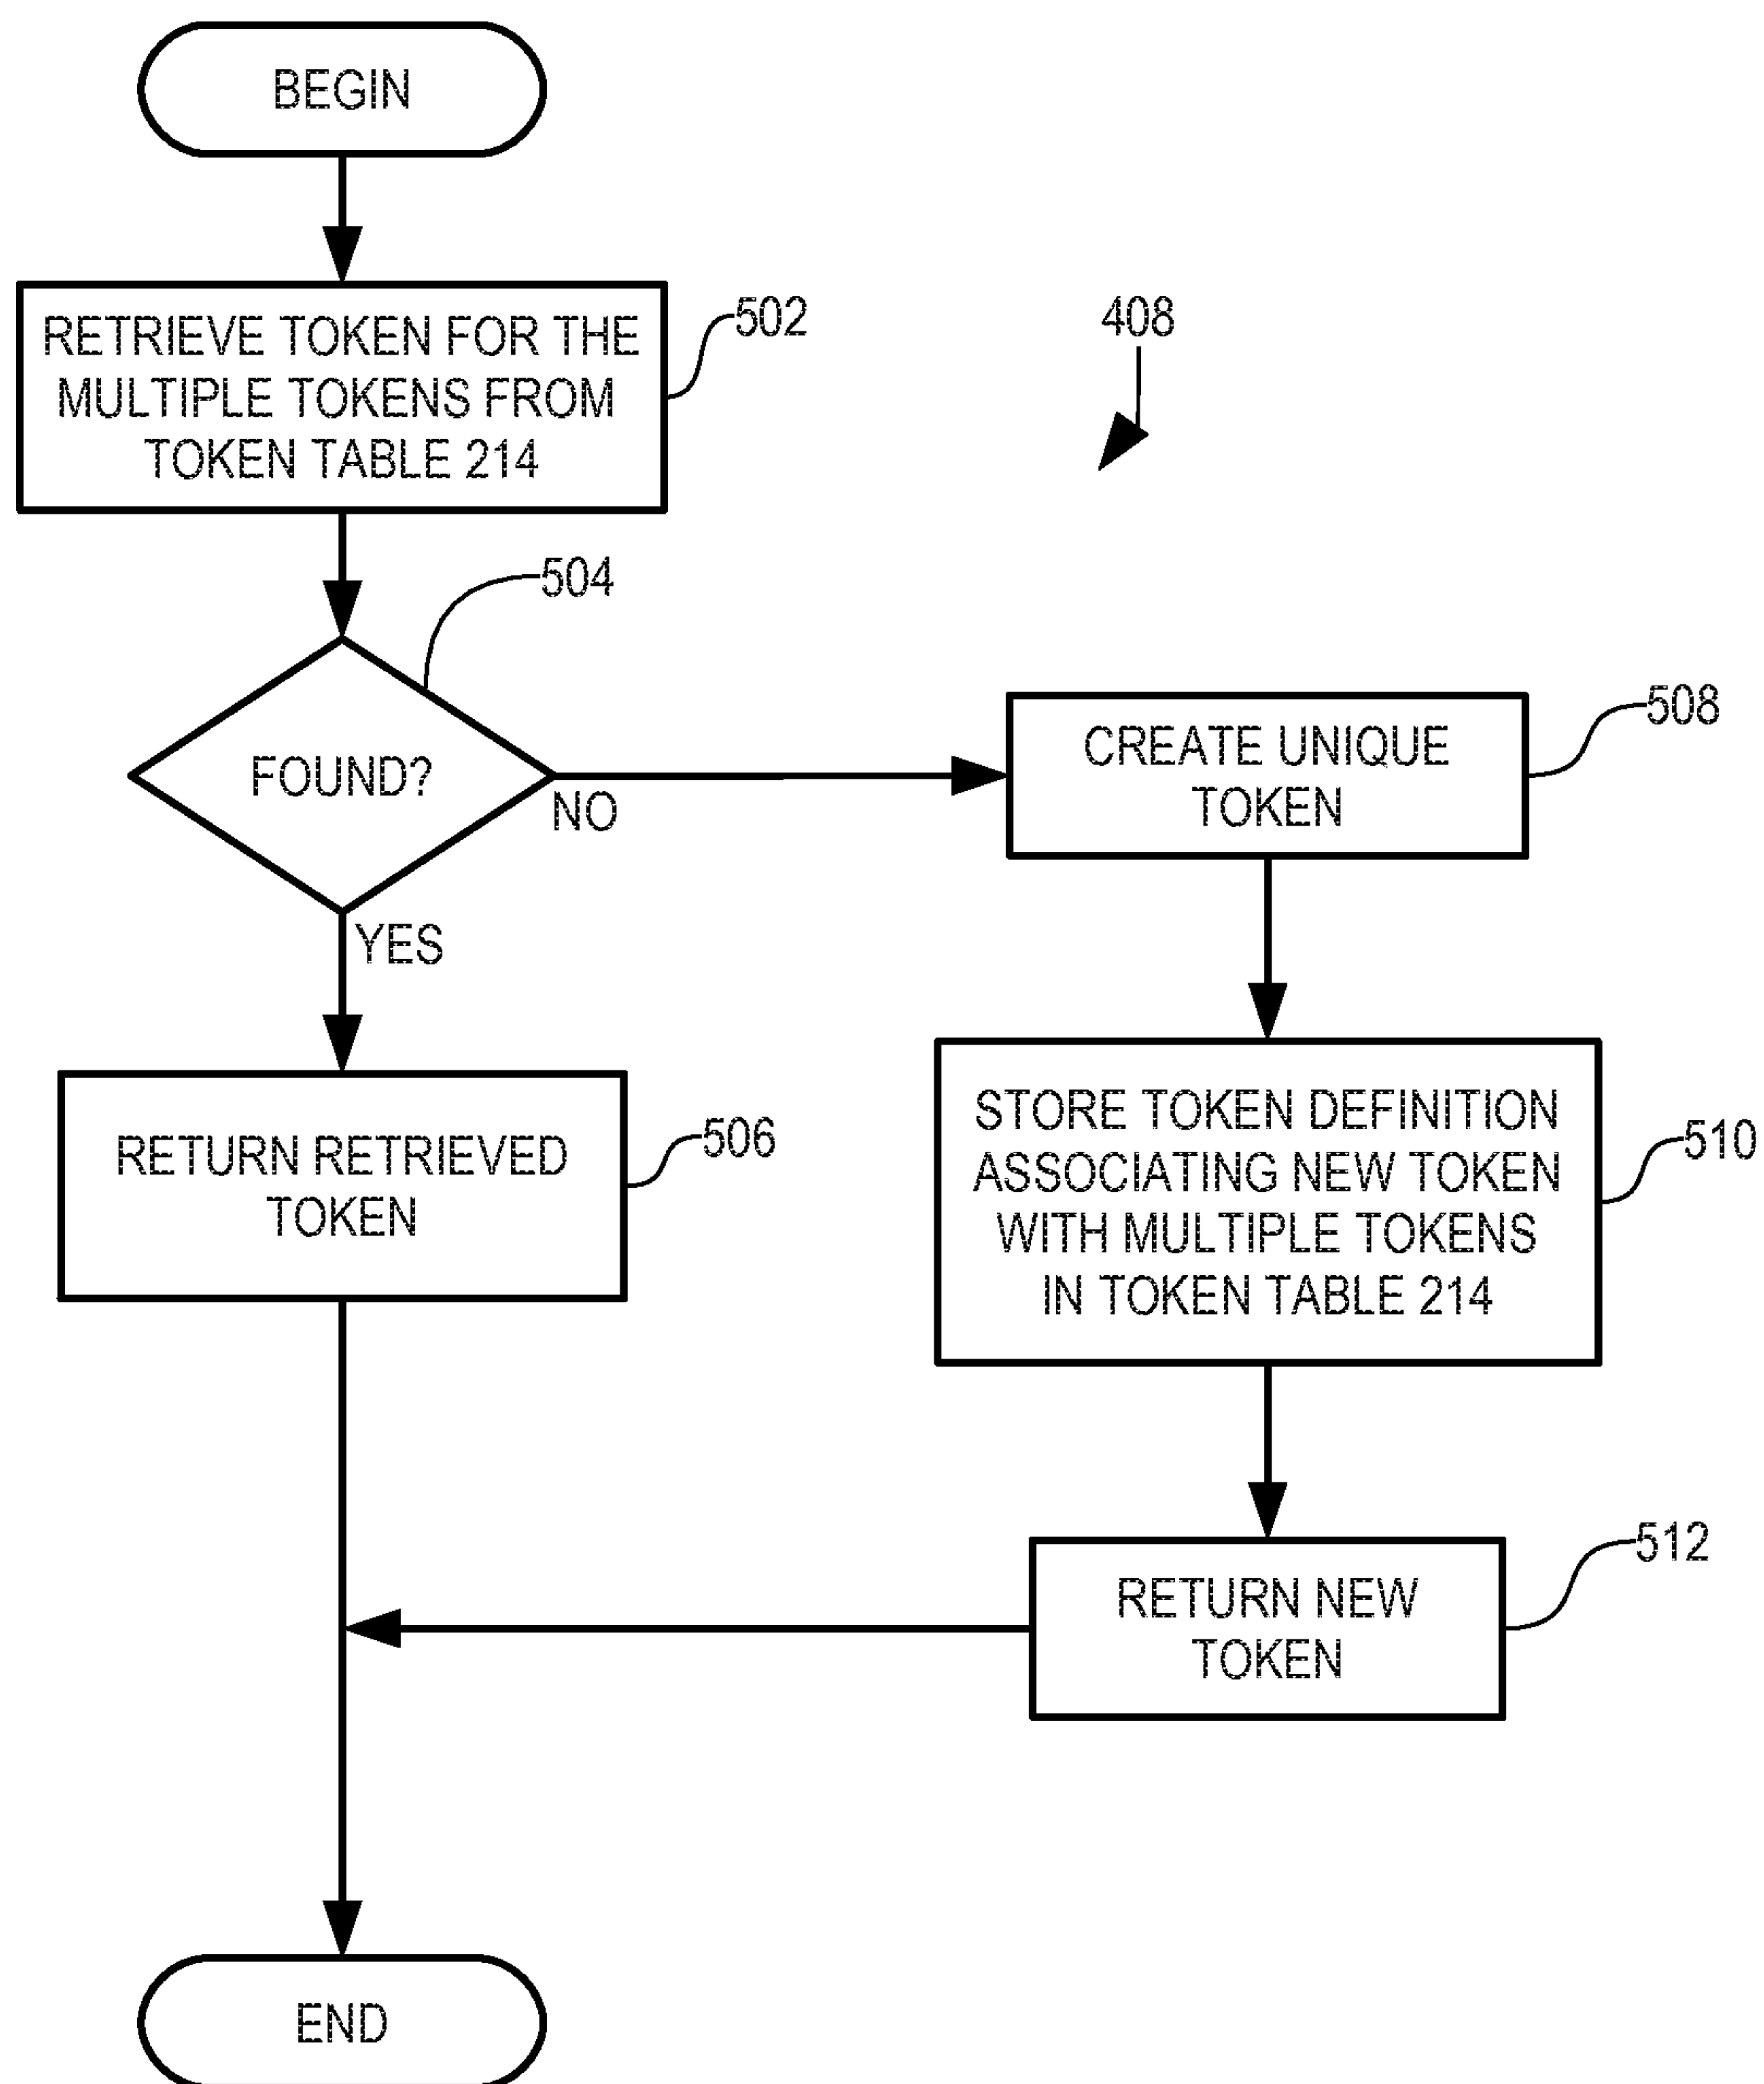 BEGIN
RETRIEVE TOKEN FOR THE
MULTIPLE TOKENS FROM
TOKEN TABLE 214
502
408
504
FOUND?
NO
YES
CREATE UNIQUE
TOKEN
508
RETURN RETRIEVED
TOKEN
506
STORE TOKEN DEFINITION
ASSOCIATING NEW TOKEN
WITH MULTIPLE TOKENS
IN TOKEN TABLE 214
510
RETURN NEW
TOKEN
512
END